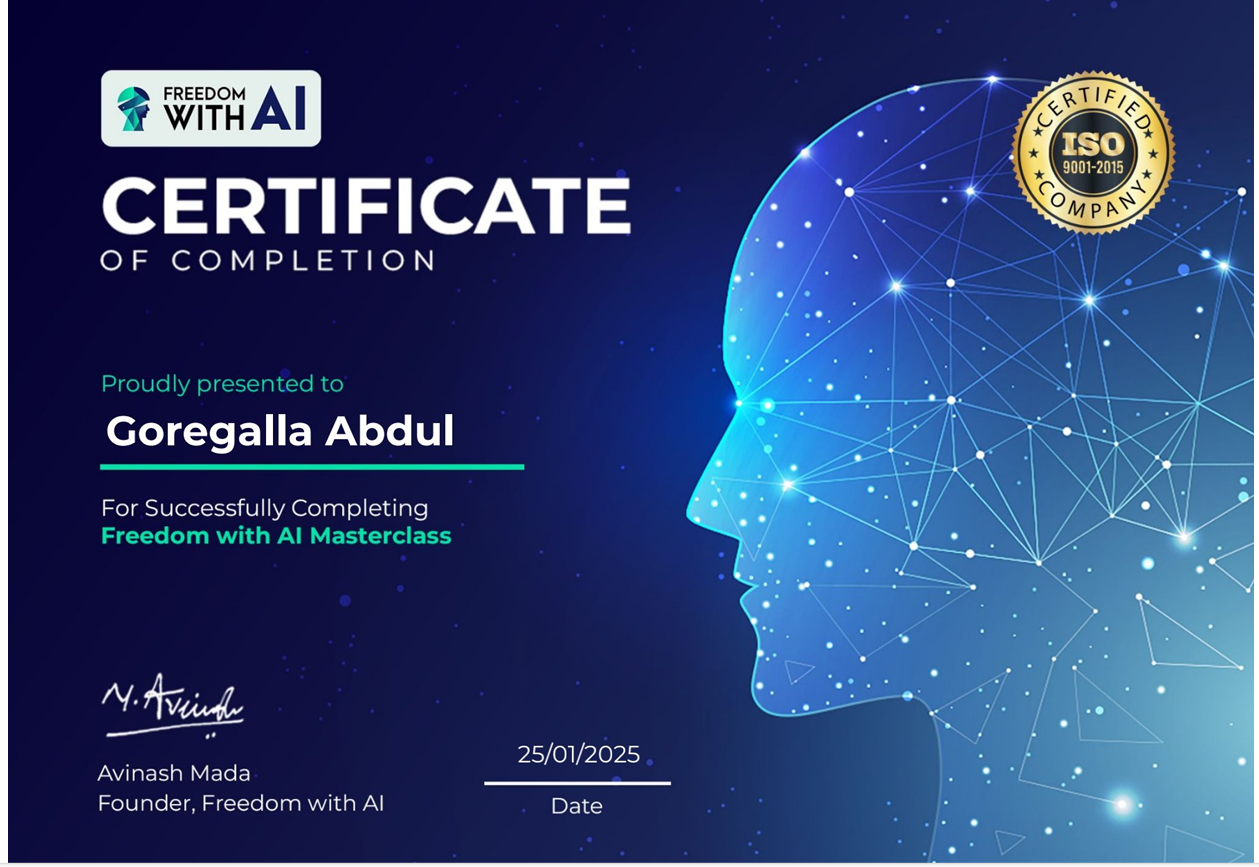 FREEDOM
WITH AI
CERTIFICATE
OF COMPLETION
CERTIFIED
ISO
9001-2015
COMPANY
Proudly presented to
Goregalla Abdul
For Successfully Completing
Freedom with AI Masterclass
M. Avinash
Avinash Mada
Founder, Freedom with AI
25/01/2025
Date